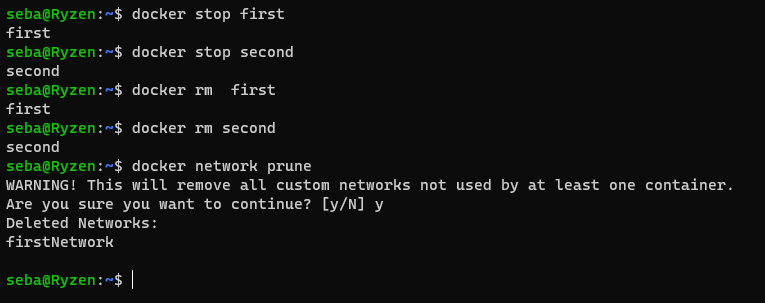 seba@Ryzen:~$ docker stop first
first
seba@Ryzen:~$ docker stop second
second
seba@Ryzen:~$ docker rm  first
first
seba@Ryzen:~$ docker rm second
second
seba@Ryzen:~$ docker network prune
WARNING! This will remove all custom networks not used by at least one container.
Are you sure you want to continue? [y/N] y
Deleted Networks:
firstNetwork
seba@Ryzen:~$